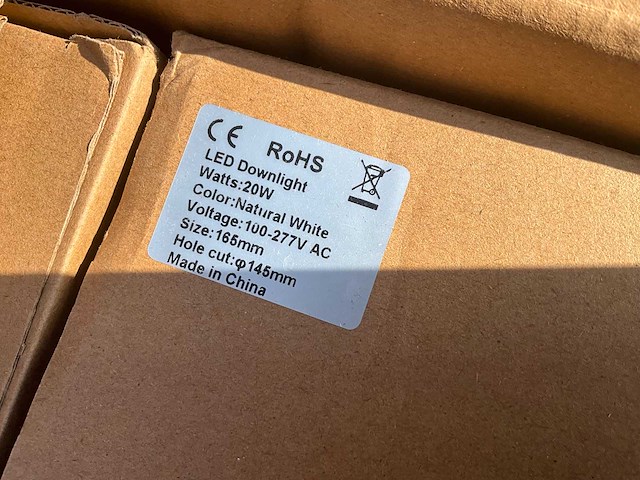 CE RoHS
LED Downlight
Watts:20W
Color:Natural White
Voltage:100-277V AC
Size:165mm
Hole cut:φ145mm
Made in China